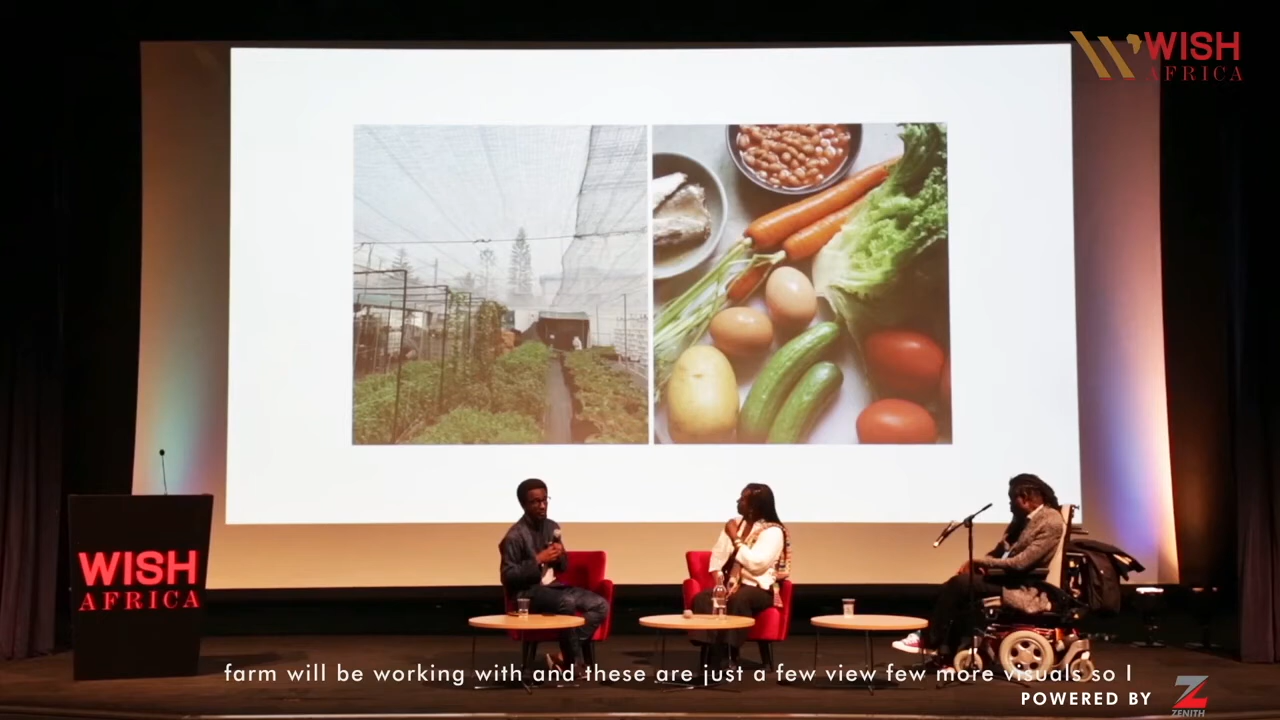 WISH
AFRICA
WISH
AFRICA
farm will be working with and these are just a few view few more visuals so I
POWERED BY
ZENITH